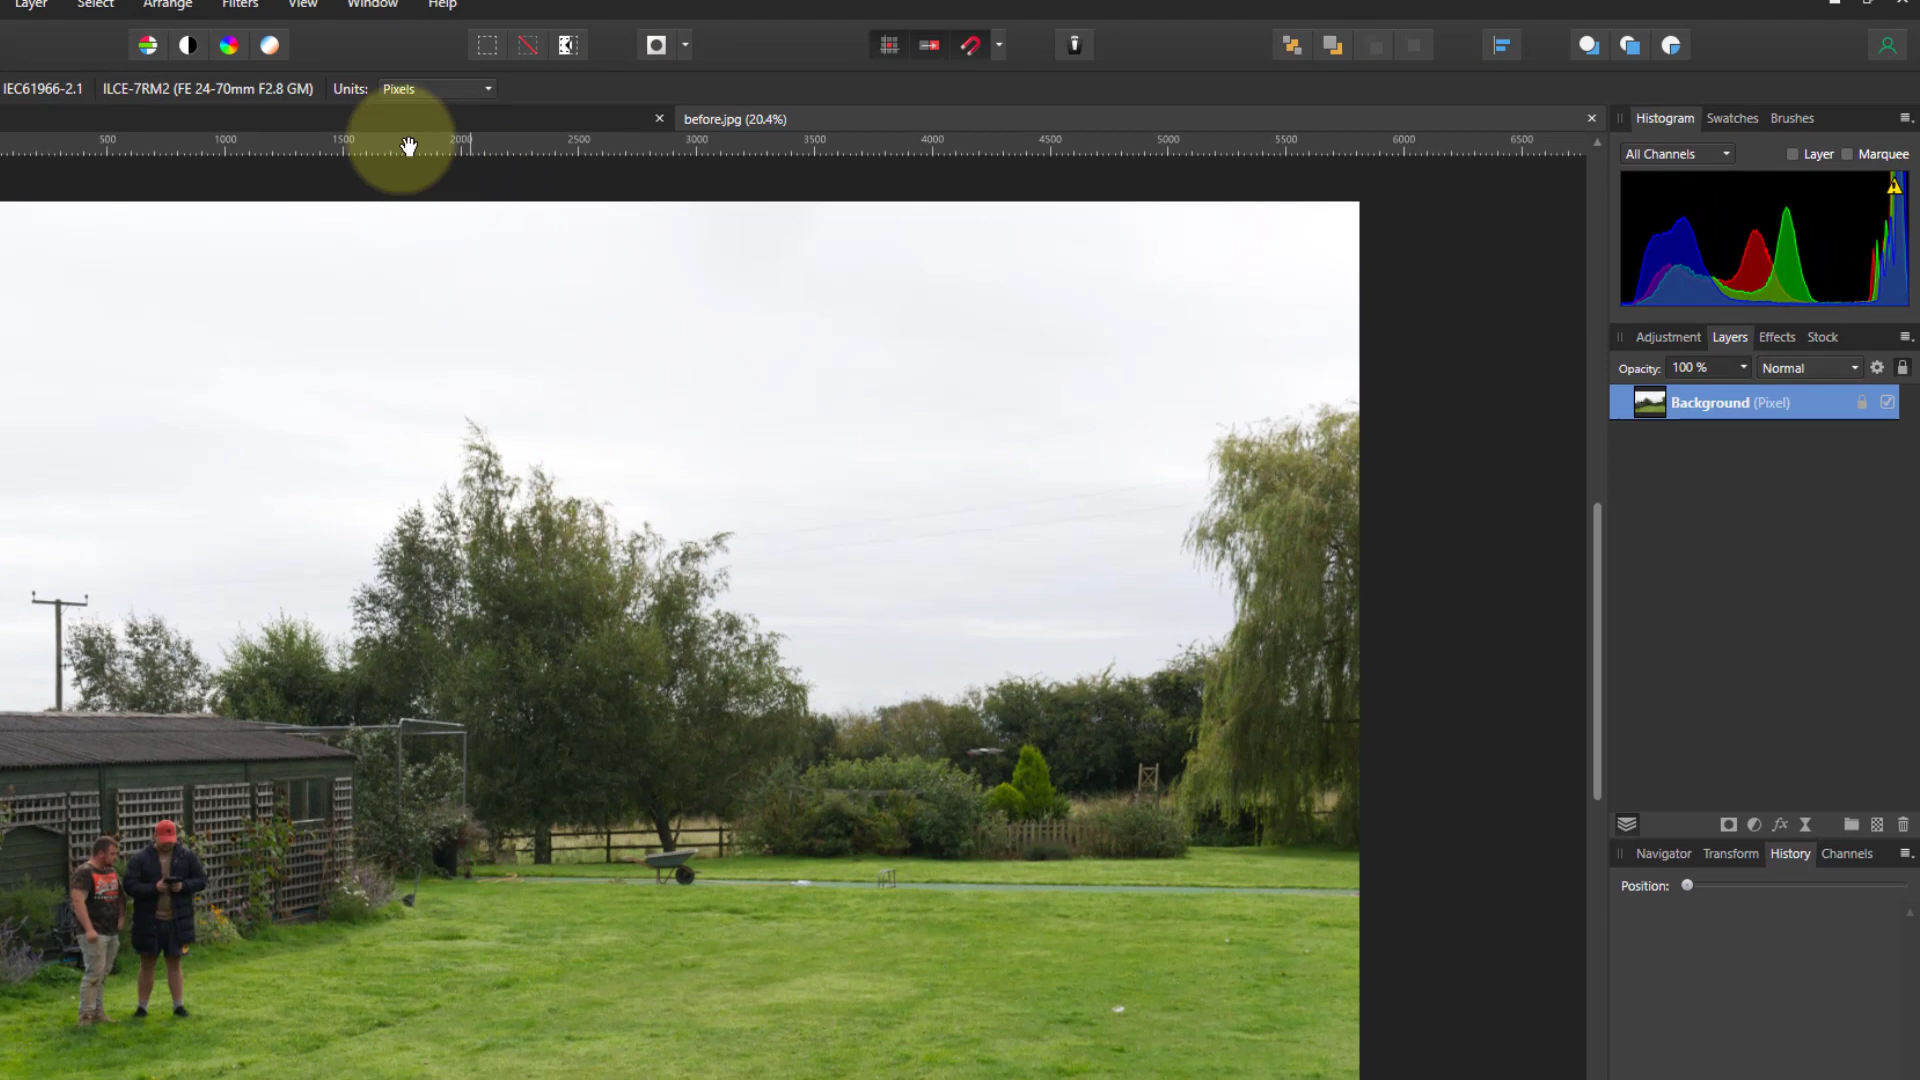 Layer Select Arrange Filters View Window Help
IEC61966-2.1 ILCE-7RM2 (FE 24-70mm F2.8 GM) Units: Pixels
before.jpg (20.4%)
500 1000 1500 2000 2500 3000 3500 4000 4500 5000 5500 6000 6500
Histogram Swatches Brushes
All Channels Layer Marquee
Adjustment Layers Effects Stock
Opacity: 100 % Normal
Background (Pixel)
Navigator Transform History Channels
Position: